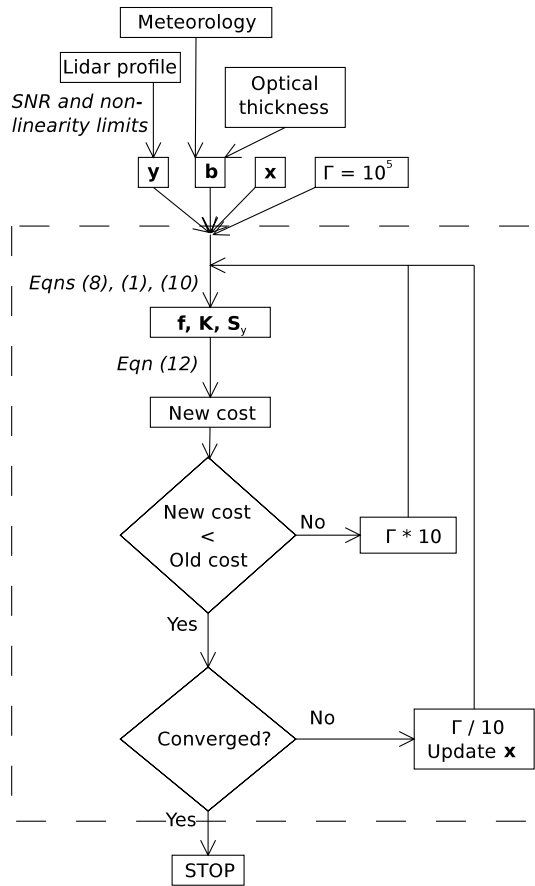 Meteorology
Lidar profile
Optical
thickness
SNR and non-
linearity limits
y
b
x
Γ = 10⁵
Eqns (8), (1), (10)
f, K, Sᵧ
Eqn (12)
New cost
New cost
<
Old cost
No
Γ * 10
Yes
Converged?
No
Γ / 10
Update x
Yes
STOP